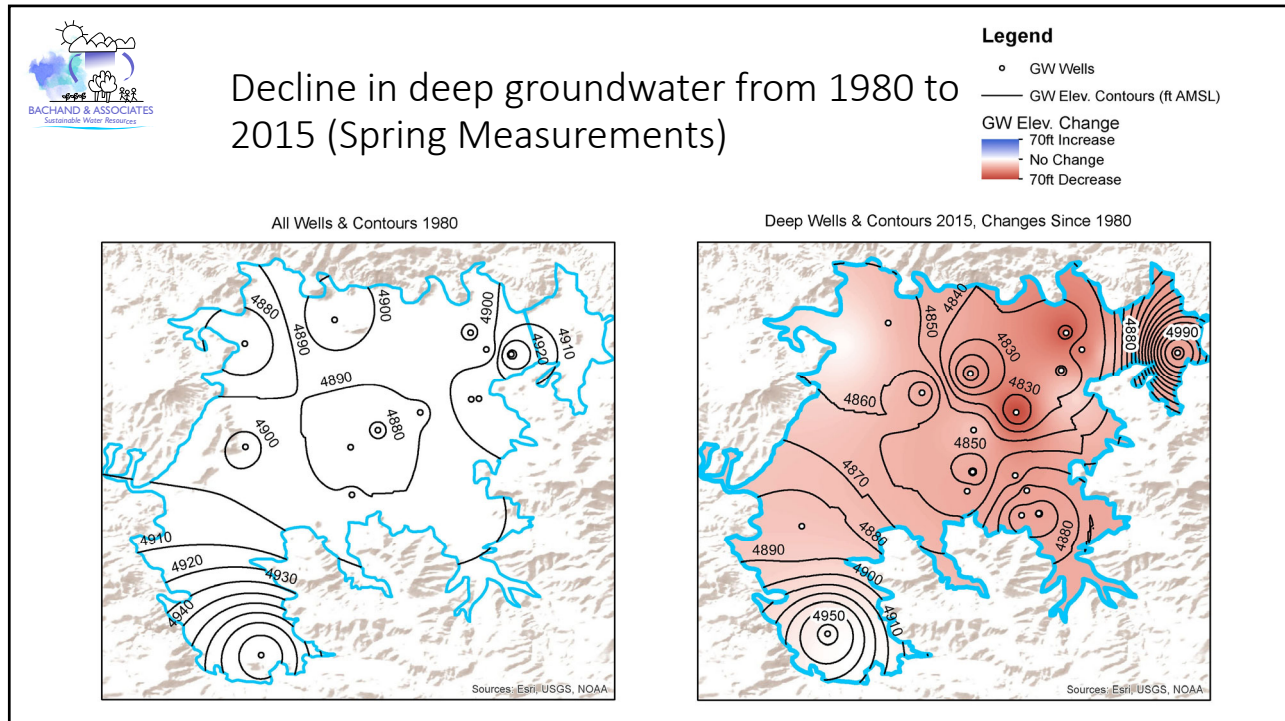 BACHAND & ASSOCIATES
Sustainable Water Resources
Decline in deep groundwater from 1980 to
2015 (Spring Measurements)
Legend
GW Wells
GW Elev. Contours (ft AMSL)
GW Elev. Change
70ft Increase
No Change
70ft Decrease
All Wells & Contours 1980
4880
4890
4900
4900
4920
4910
4890
4880
4900
4910
4920
4930
4940
Sources: Esri, USGS, NOAA
Deep Wells & Contours 2015, Changes Since 1980
4850
4840
4830
4880
4990
4860
4830
4850
4870
4880
4880
4890
4900
4910
4950
Sources: Esri, USGS, NOAA